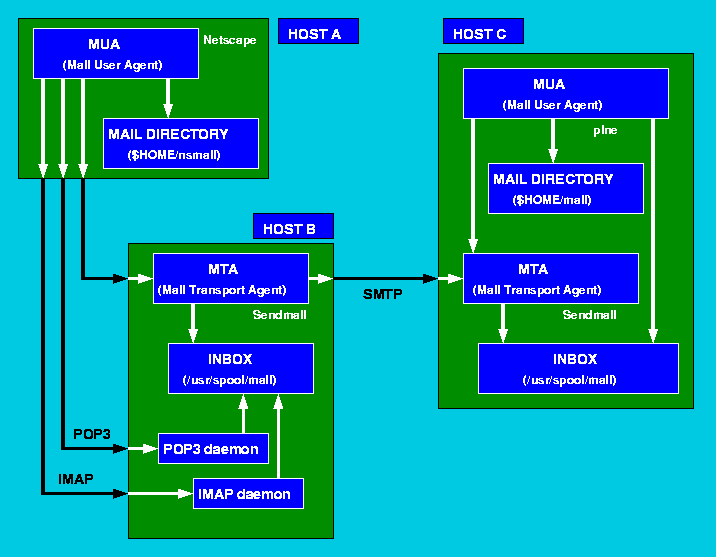 HOST A
MUA
(Mail User Agent)
Netscape
MAIL DIRECTORY
($HOME/nsmail)
HOST B
MTA
(Mail Transport Agent)
Sendmail
INBOX
(/usr/spool/mail)
POP3
POP3 daemon
IMAP
IMAP daemon
SMTP
HOST C
MUA
(Mail User Agent)
pine
MAIL DIRECTORY
($HOME/mail)
MTA
(Mail Transport Agent)
Sendmail
INBOX
(/usr/spool/mail)